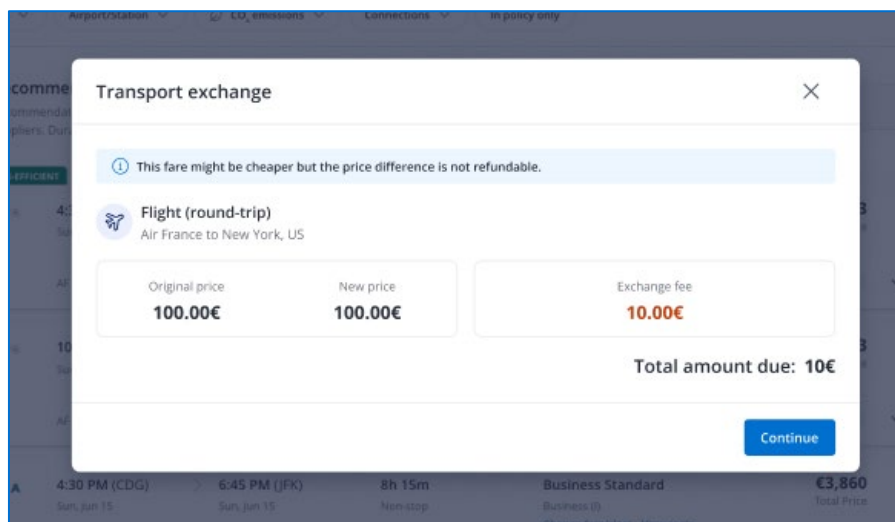 Airport/Station
CO₂ emissions
Connections
In policy only
Transport exchange
This fare might be cheaper but the price difference is not refundable.
Flight (round-trip)
Air France to New York, US
Original price
New price
Exchange fee
100.00€
100.00€
10.00€
Total amount due: 10€
Continue
4:30 PM (CDG)
6:45 PM (JFK)
8h 15m
Business Standard
€3,860
Sun, Jun 15
Sun, Jun 15
Non-stop
Business (I)
Total Price